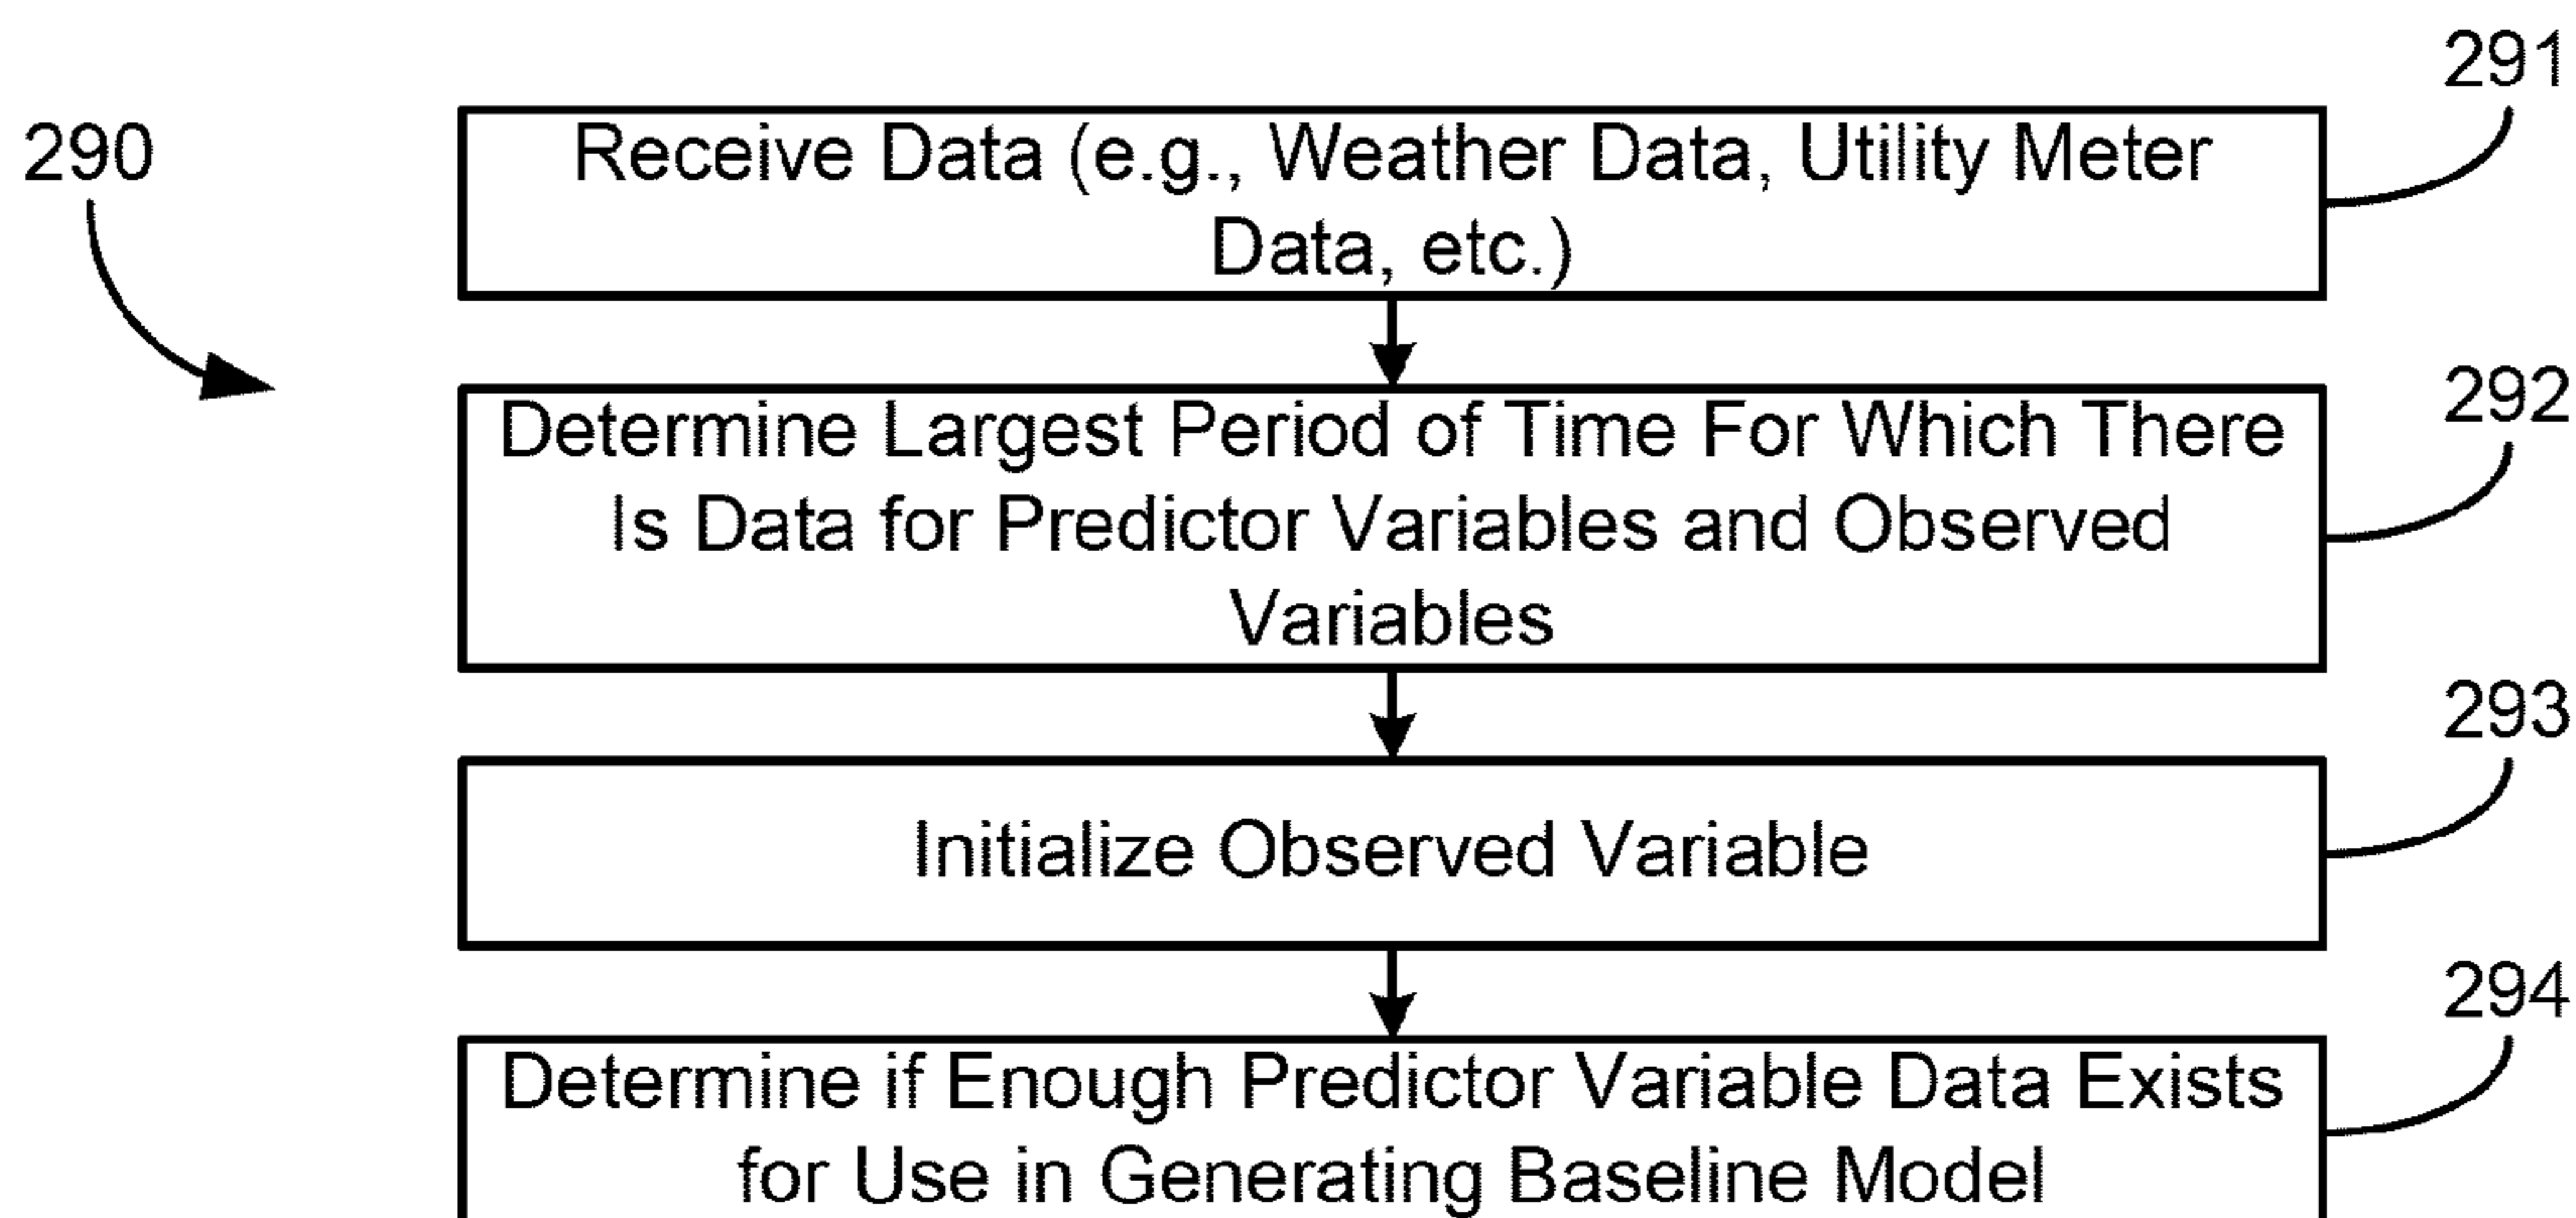 291
290
Receive Data (e.g., Weather Data, Utility Meter
Data, etc.)
292
Determine Largest Period of Time For Which There
Is Data for Predictor Variables and Observed
Variables
293
Initialize Observed Variable
294
Determine if Enough Predictor Variable Data Exists
for Use in Generating Baseline Model